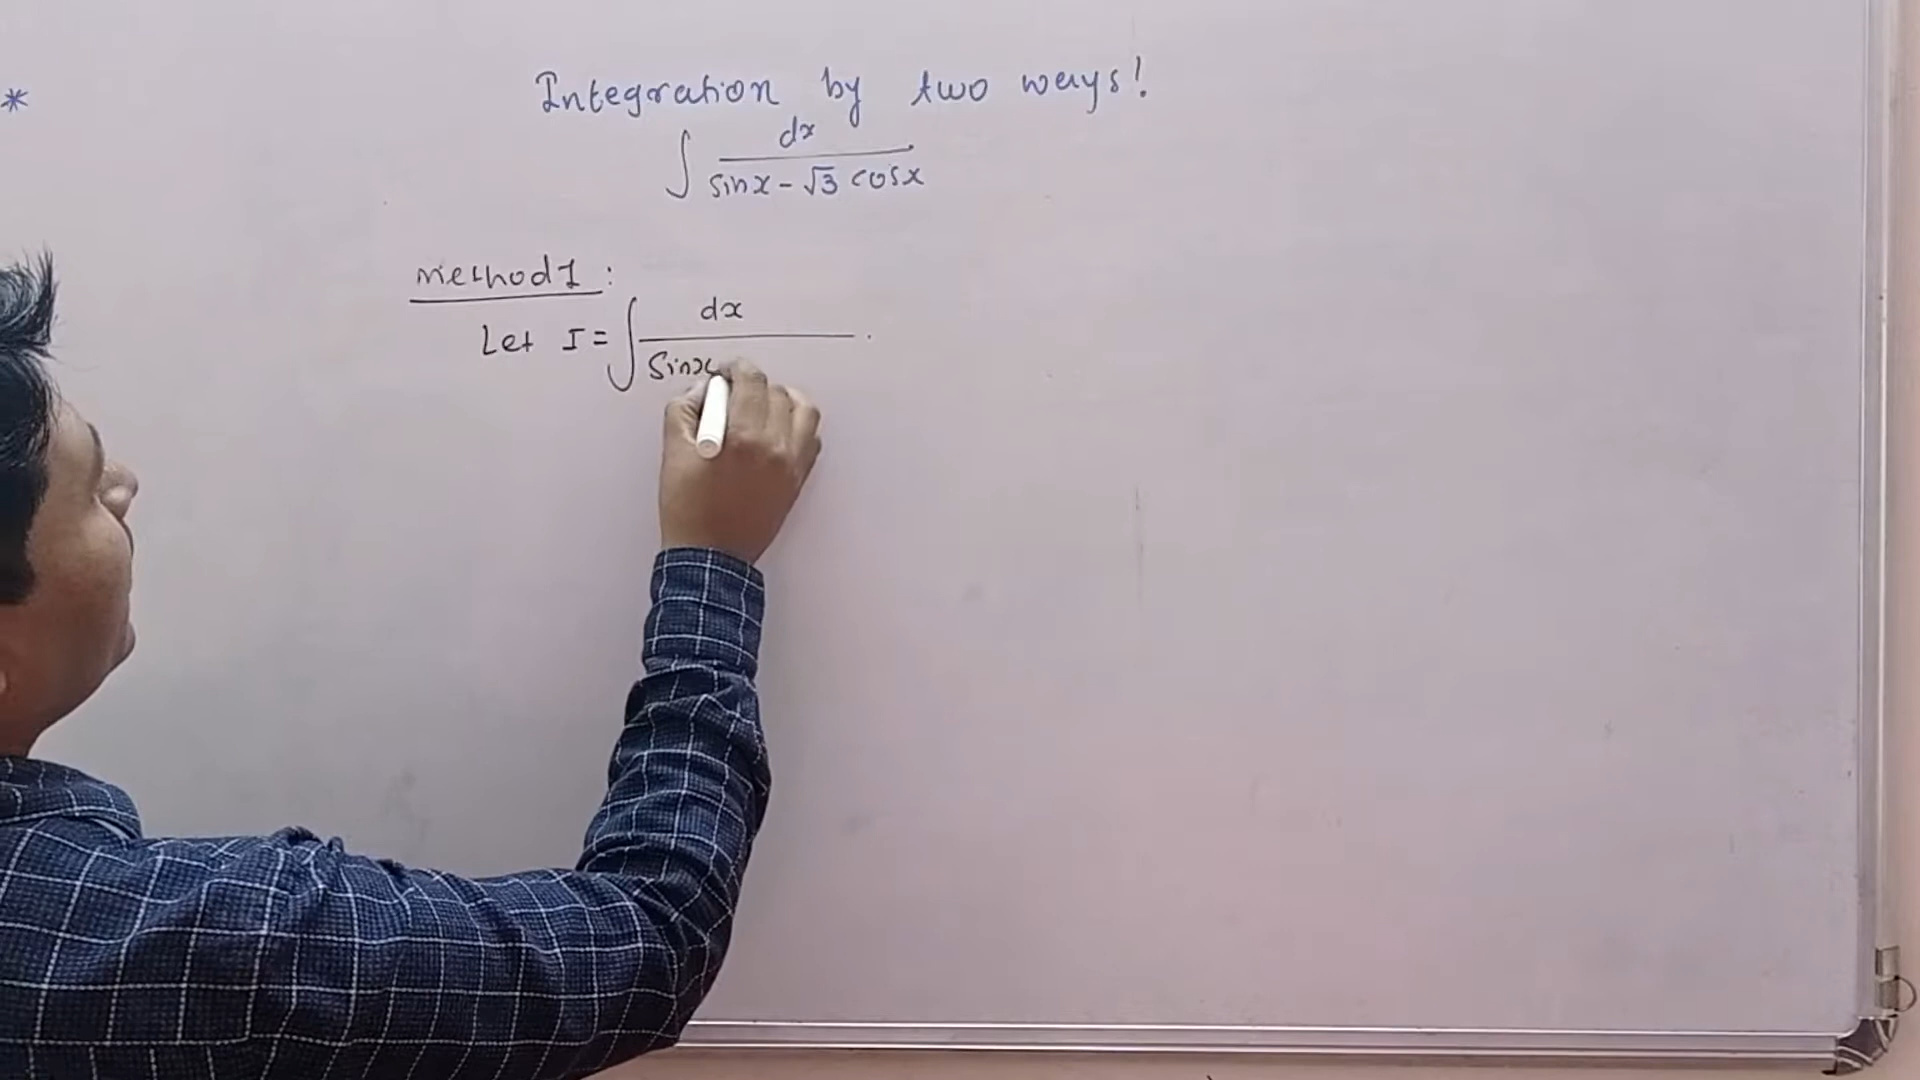 *
Integration by two ways!
∫ dx / (sinx - √3 cosx)
method 1 :
Let I = ∫ dx / sinx